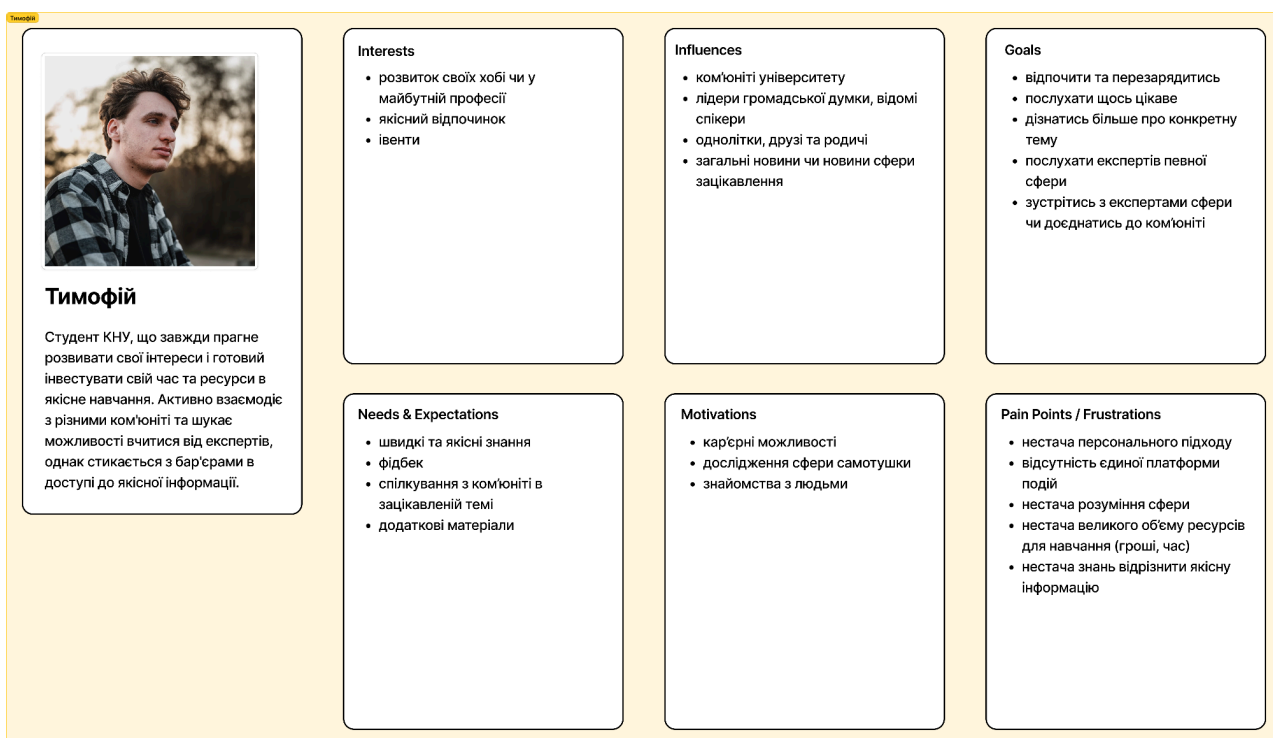 Тимофій
Тимофій
Студент КНУ, що завжди прагне
розвивати свої інтереси і готовий
інвестувати свій час та ресурси в
якісне навчання. Активно взаємодіє
з різними ком'юніті та шукає
можливості вчитися від експертів,
однак стикається з бар'єрами в
доступі до якісної інформації.
Interests
• розвиток своїх хобі чи у
майбутній професії
• якісний відпочинок
• івенти
Influences
• ком’юніті університету
• лідери громадської думки, відомі
спікери
• однолітки, друзі та родичі
• загальні новини чи новини сфери
зацікавлення
Goals
• відпочити та перезарядитись
• послухати щось цікаве
• дізнатись більше про конкретну
тему
• послухати експертів певної
сфери
• зустрітись з експертами сфери
чи доєднатись до ком’юніті
Needs & Expectations
• швидкі та якісні знання
• фідбек
• спілкування з ком’юніті в
зацікавленій темі
• додаткові матеріали
Motivations
• кар’єрні можливості
• дослідження сфери самотушки
• знайомства з людьми
Pain Points / Frustrations
• нестача персонального підходу
• відсутність єдиної платформи
подій
• нестача розуміння сфери
• нестача великого об’єму ресурсів
для навчання (гроші, час)
• нестача знань відрізнити якісну
інформацію